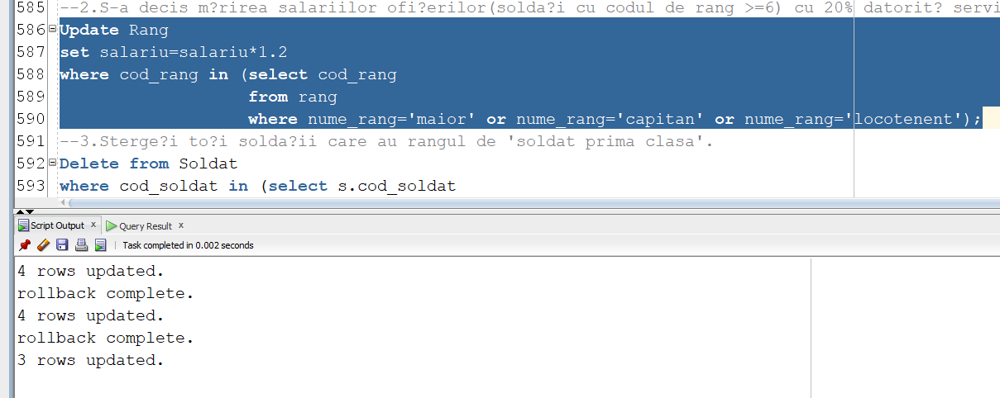 585 --2.S-a decis m?rirea salariilor ofi?erilor(solda?i cu codul de rang >=6) cu 20% datorit? servi
586 Update Rang
587 set salariu=salariu*1.2
588 where cod_rang in (select cod_rang
589 from rang
590 where nume_rang='maior' or nume_rang='capitan' or nume_rang='locotenent');
591 --3.Sterge?i to?i solda?ii care au rangul de 'soldat prima clasa'.
592 Delete from Soldat
593 where cod_soldat in (select s.cod_soldat
Script Output x Query Result x
Task completed in 0.002 seconds
4 rows updated.
rollback complete.
4 rows updated.
rollback complete.
3 rows updated.